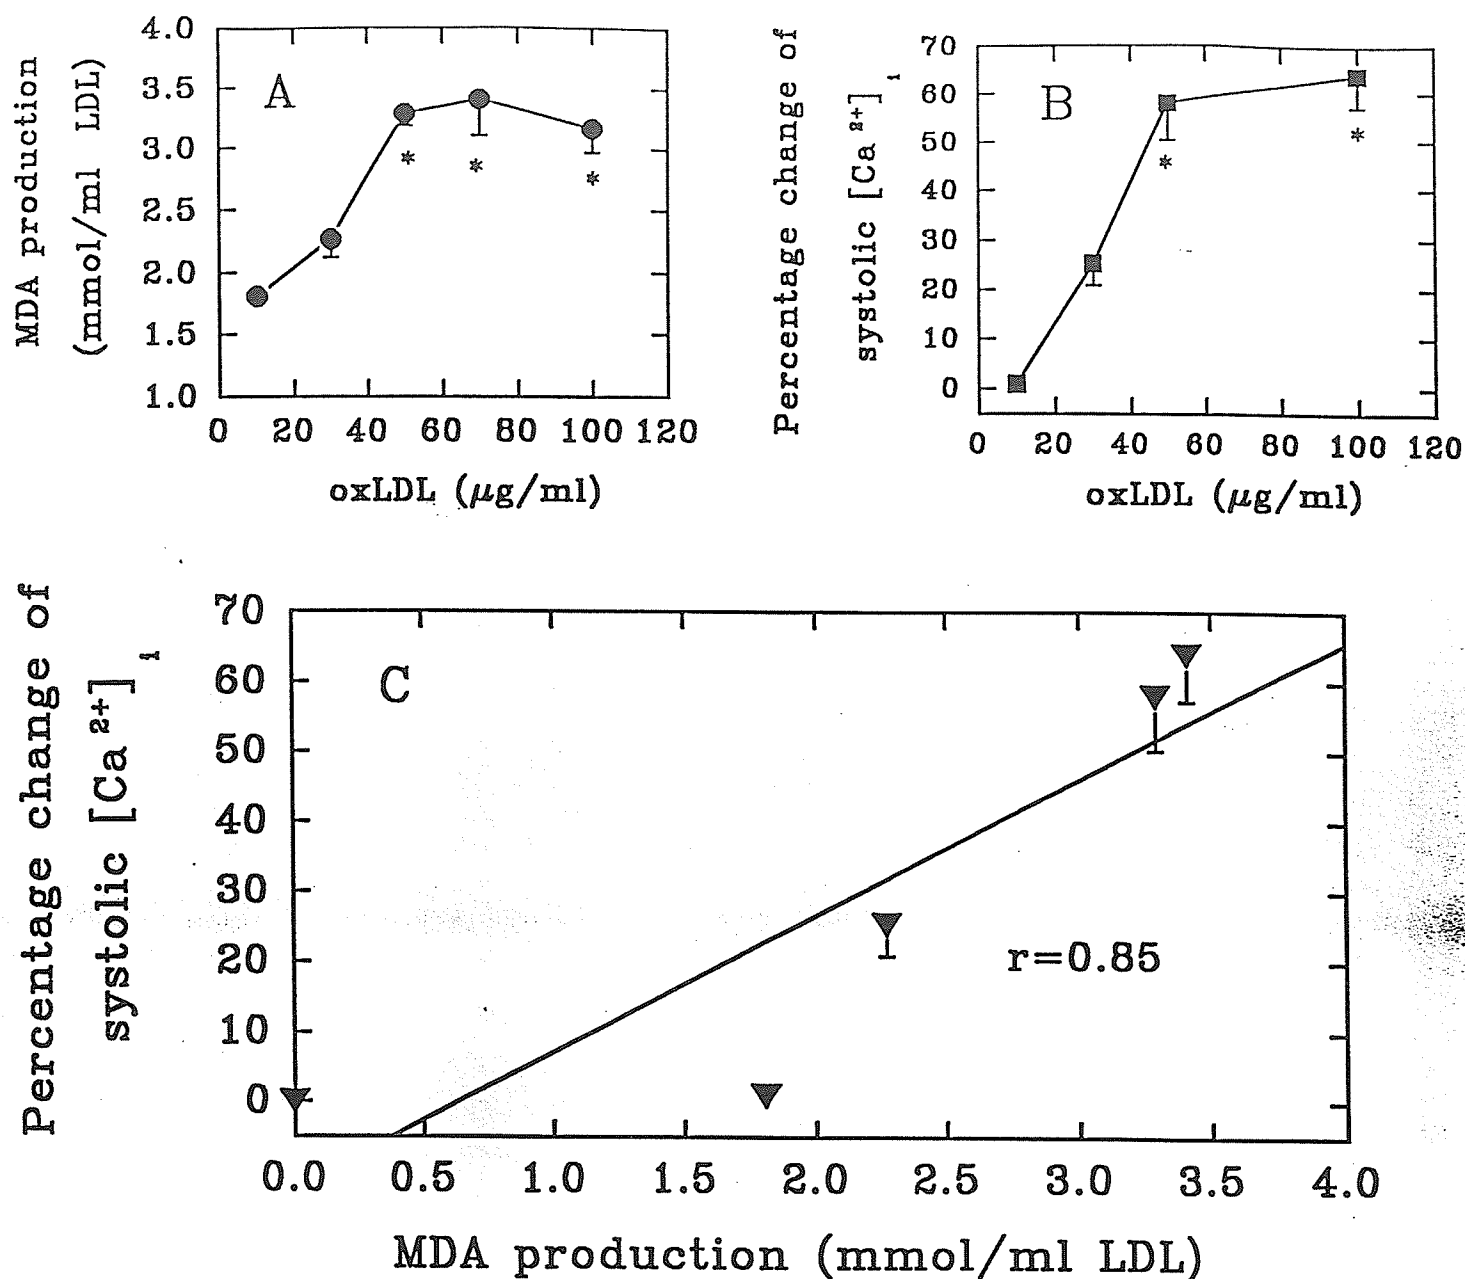 MDA production
(mmol/ml LDL)
4.0
3.5
3.0
2.5
2.0
1.5
1.0
A
*
*
*
0 20 40 60 80 100 120
oxLDL (μg/ml)
Percentage change of
systolic [Ca²⁺]ᵢ
70
60
50
40
30
20
10
0
B
*
*
0 20 40 60 80 100 120
oxLDL (μg/ml)
Percentage change of
systolic [Ca²⁺]ᵢ
70
60
50
40
30
20
10
0
C
r=0.85
0.0 0.5 1.0 1.5 2.0 2.5 3.0 3.5 4.0
MDA production (mmol/ml LDL)